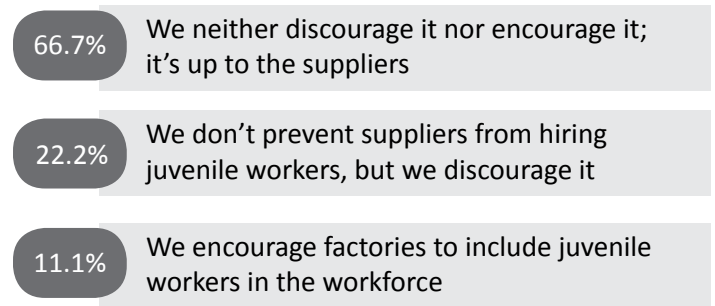 66.7%
We neither discourage it nor encourage it;
it’s up to the suppliers
22.2%
We don’t prevent suppliers from hiring
juvenile workers, but we discourage it
11.1%
We encourage factories to include juvenile
workers in the workforce